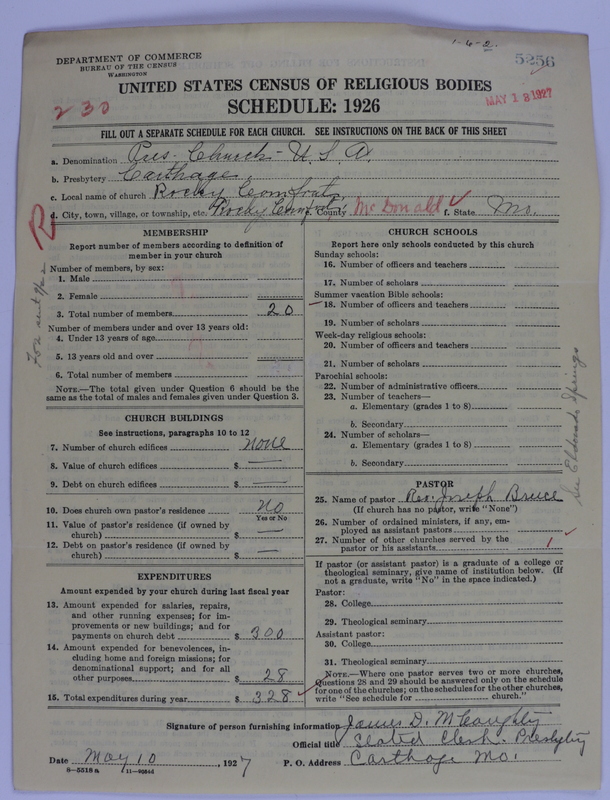 1-6-2.
5256
DEPARTMENT OF COMMERCE
BUREAU OF THE CENSUS
WASHINGTON
UNITED STATES CENSUS OF RELIGIOUS BODIES
SCHEDULE: 1926
230
MAY 18 1927
FILL OUT A SEPARATE SCHEDULE FOR EACH CHURCH. SEE INSTRUCTIONS ON THE BACK OF THIS SHEET
a. Denomination Pres. Church - U. S. A.
b. Presbytery Carthage
c. Local name of church Rocky Comfort
d. City, town, village, or township, etc. Rocky Comfort e. County McDonald f. State Mo.
R
MEMBERSHIP
Report number of members according to definition of member in your church
Number of members, by sex:
1. Male
2. Female
3. Total number of members 20
Number of members under and over 13 years old:
4. Under 13 years of age
5. 13 years old and over
6. Total number of members
NOTE.—The total given under Question 6 should be the same as the total of males and females given under Question 3.
CHURCH BUILDINGS
See instructions, paragraphs 10 to 12
7. Number of church edifices none
8. Value of church edifices $ —
9. Debt on church edifices $ —
10. Does church own pastor's residence No
Yes or No
11. Value of pastor's residence (if owned by church) $ —
12. Debt on pastor's residence (if owned by church) $ —
EXPENDITURES
Amount expended by your church during last fiscal year
13. Amount expended for salaries, repairs, and other running expenses; for improvements or new buildings; and for payments on church debt $ 300
14. Amount expended for benevolences, including home and foreign missions; for denominational support; and for all other purposes $ 28
15. Total expenditures during year $ 328
CHURCH SCHOOLS
Report here only schools conducted by this church
Sunday schools:
16. Number of officers and teachers
17. Number of scholars
Summer vacation Bible schools:
18. Number of officers and teachers
19. Number of scholars
Week-day religious schools:
20. Number of officers and teachers
21. Number of scholars
Parochial schools:
22. Number of administrative officers
23. Number of teachers—
a. Elementary (grades 1 to 8)
b. Secondary
24. Number of scholars—
a. Elementary (grades 1 to 8)
b. Secondary
See Eldorado Springs
PASTOR
25. Name of pastor Rev. Joseph Bruce
(If church has no pastor, write "None")
26. Number of ordained ministers, if any, employed as assistant pastors
27. Number of other churches served by the pastor or his assistants 1
If pastor (or assistant pastor) is a graduate of a college or theological seminary, give name of institution below. (If not a graduate, write "No" in the space indicated.)
Pastor:
28. College
29. Theological seminary
Assistant pastor:
30. College
31. Theological seminary
NOTE.—Where one pastor serves two or more churches, Questions 28 and 29 should be answered only on the schedule for one of the churches; on the schedules for the other churches, write "See schedule for church."
Signature of person furnishing information James D. McCaughtry
Official title Stated Clerk - Presbytery
Date May 10, 1927 P. O. Address Carthage Mo.
8—5518 a 11—90544